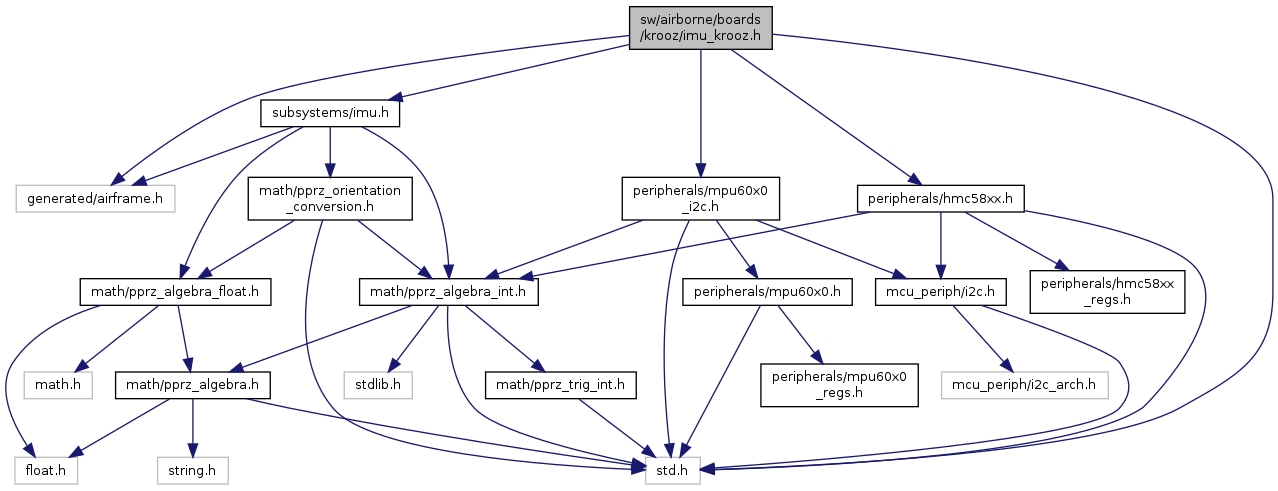 sw/airborne/boards
/krooz/imu_krooz.h
subsystems/imu.h
generated/airframe.h
math/pprz_orientation
_conversion.h
peripherals/mpu60x0
_i2c.h
peripherals/hmc58xx.h
math/pprz_algebra_float.h
math/pprz_algebra_int.h
peripherals/mpu60x0.h
mcu_periph/i2c.h
peripherals/hmc58xx
_regs.h
math.h
math/pprz_algebra.h
stdlib.h
math/pprz_trig_int.h
peripherals/mpu60x0
_regs.h
mcu_periph/i2c_arch.h
float.h
string.h
std.h